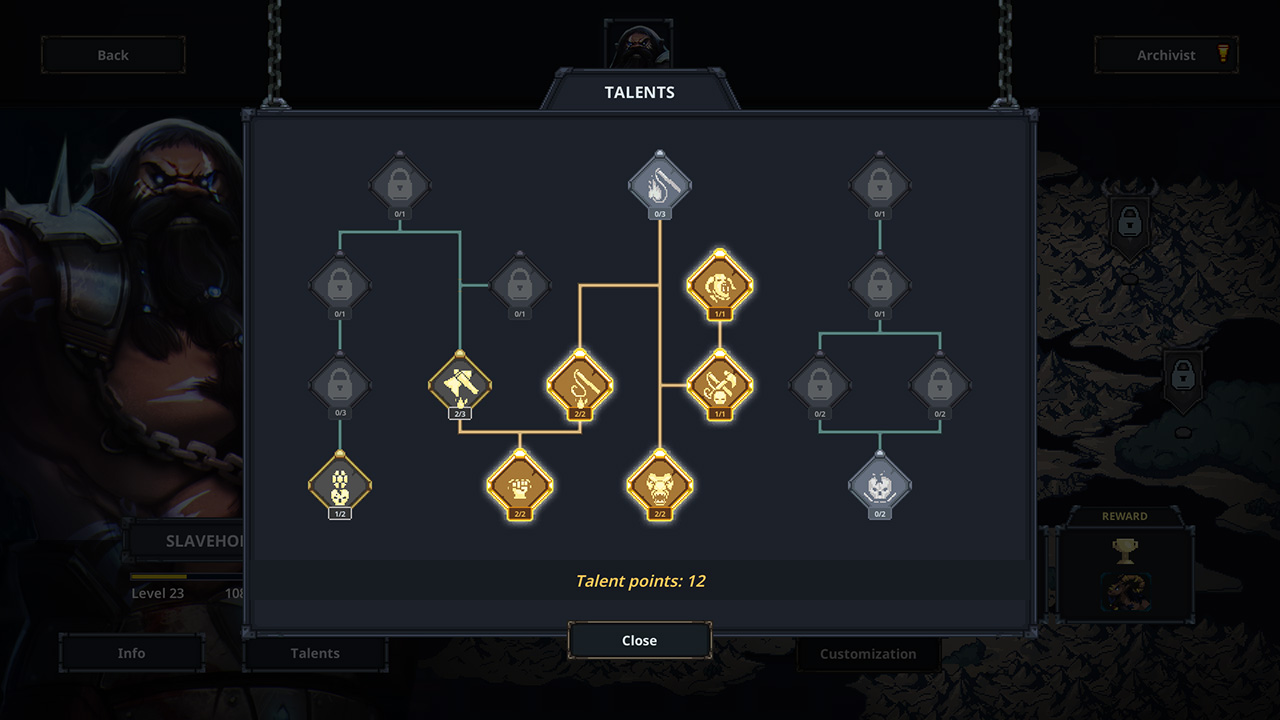 Back
Archivist
TALENTS
0/1
0/3
0/1
0/1
0/1
1/1
0/1
0/3
2/3
2/2
1/1
0/2
0/2
1/2
2/2
2/2
0/2
SLAVEHOL
REWARD
Talent points: 12
Level 23
108
Info
Talents
Close
Customization